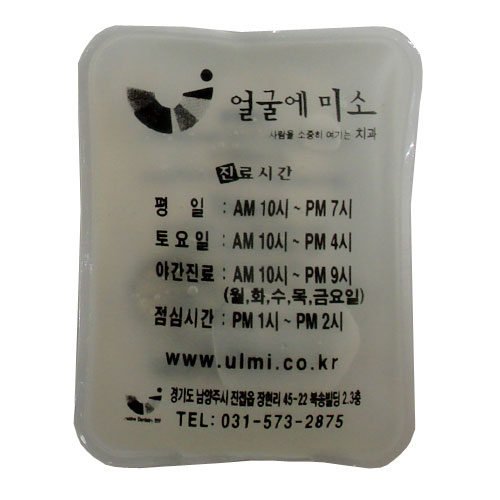 얼굴에 미소
사람을 소중히 여기는 치과
진료시간
평 일 : AM 10시 ~ PM 7시
토요일 : AM 10시 ~ PM 4시
야간진료 : AM 10시 ~ PM 9시
(월,화,수,목,금요일)
점심시간 : PM 1시 ~ PM 2시
www.ulmi.co.kr
경기도 남양주시 진접읍 장현리 45-22 복송빌딩 2.3층
TEL: 031-573-2875